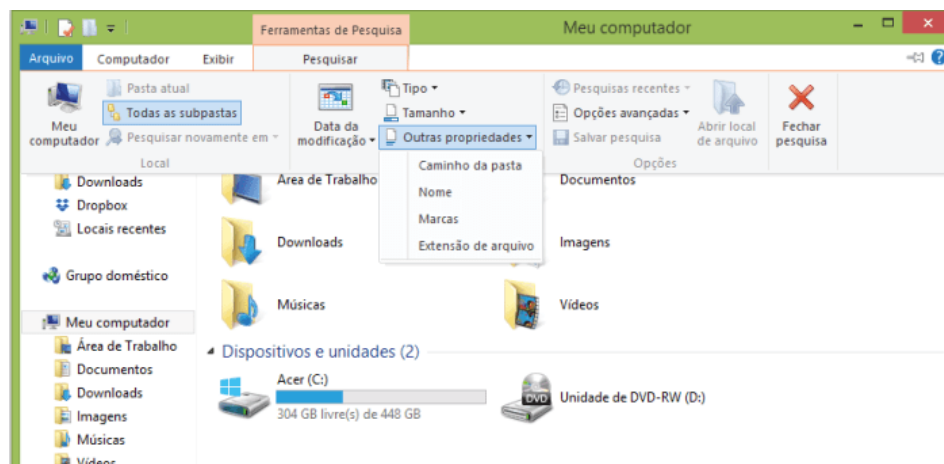 Ferramentas de Pesquisa
Meu computador
Arquivo
Computador
Exibir
Pesquisar
Meu computador
Pasta atual
Todas as subpastas
Pesquisar novamente em
Local
Data da modificação
Tipo
Tamanho
Outras propriedades
Caminho da pasta
Nome
Marcas
Extensão de arquivo
Pesquisas recentes
Opções avançadas
Salvar pesquisa
Abrir local de arquivo
Opções
Fechar pesquisa
Downloads
Dropbox
Locais recentes
Grupo doméstico
Meu computador
Área de Trabalho
Documentos
Downloads
Imagens
Músicas
Vídeos
Área de Trabalho
Documentos
Downloads
Imagens
Músicas
Vídeos
Dispositivos e unidades (2)
Acer (C:)
304 GB livre(s) de 448 GB
DVD
Unidade de DVD-RW (D:)